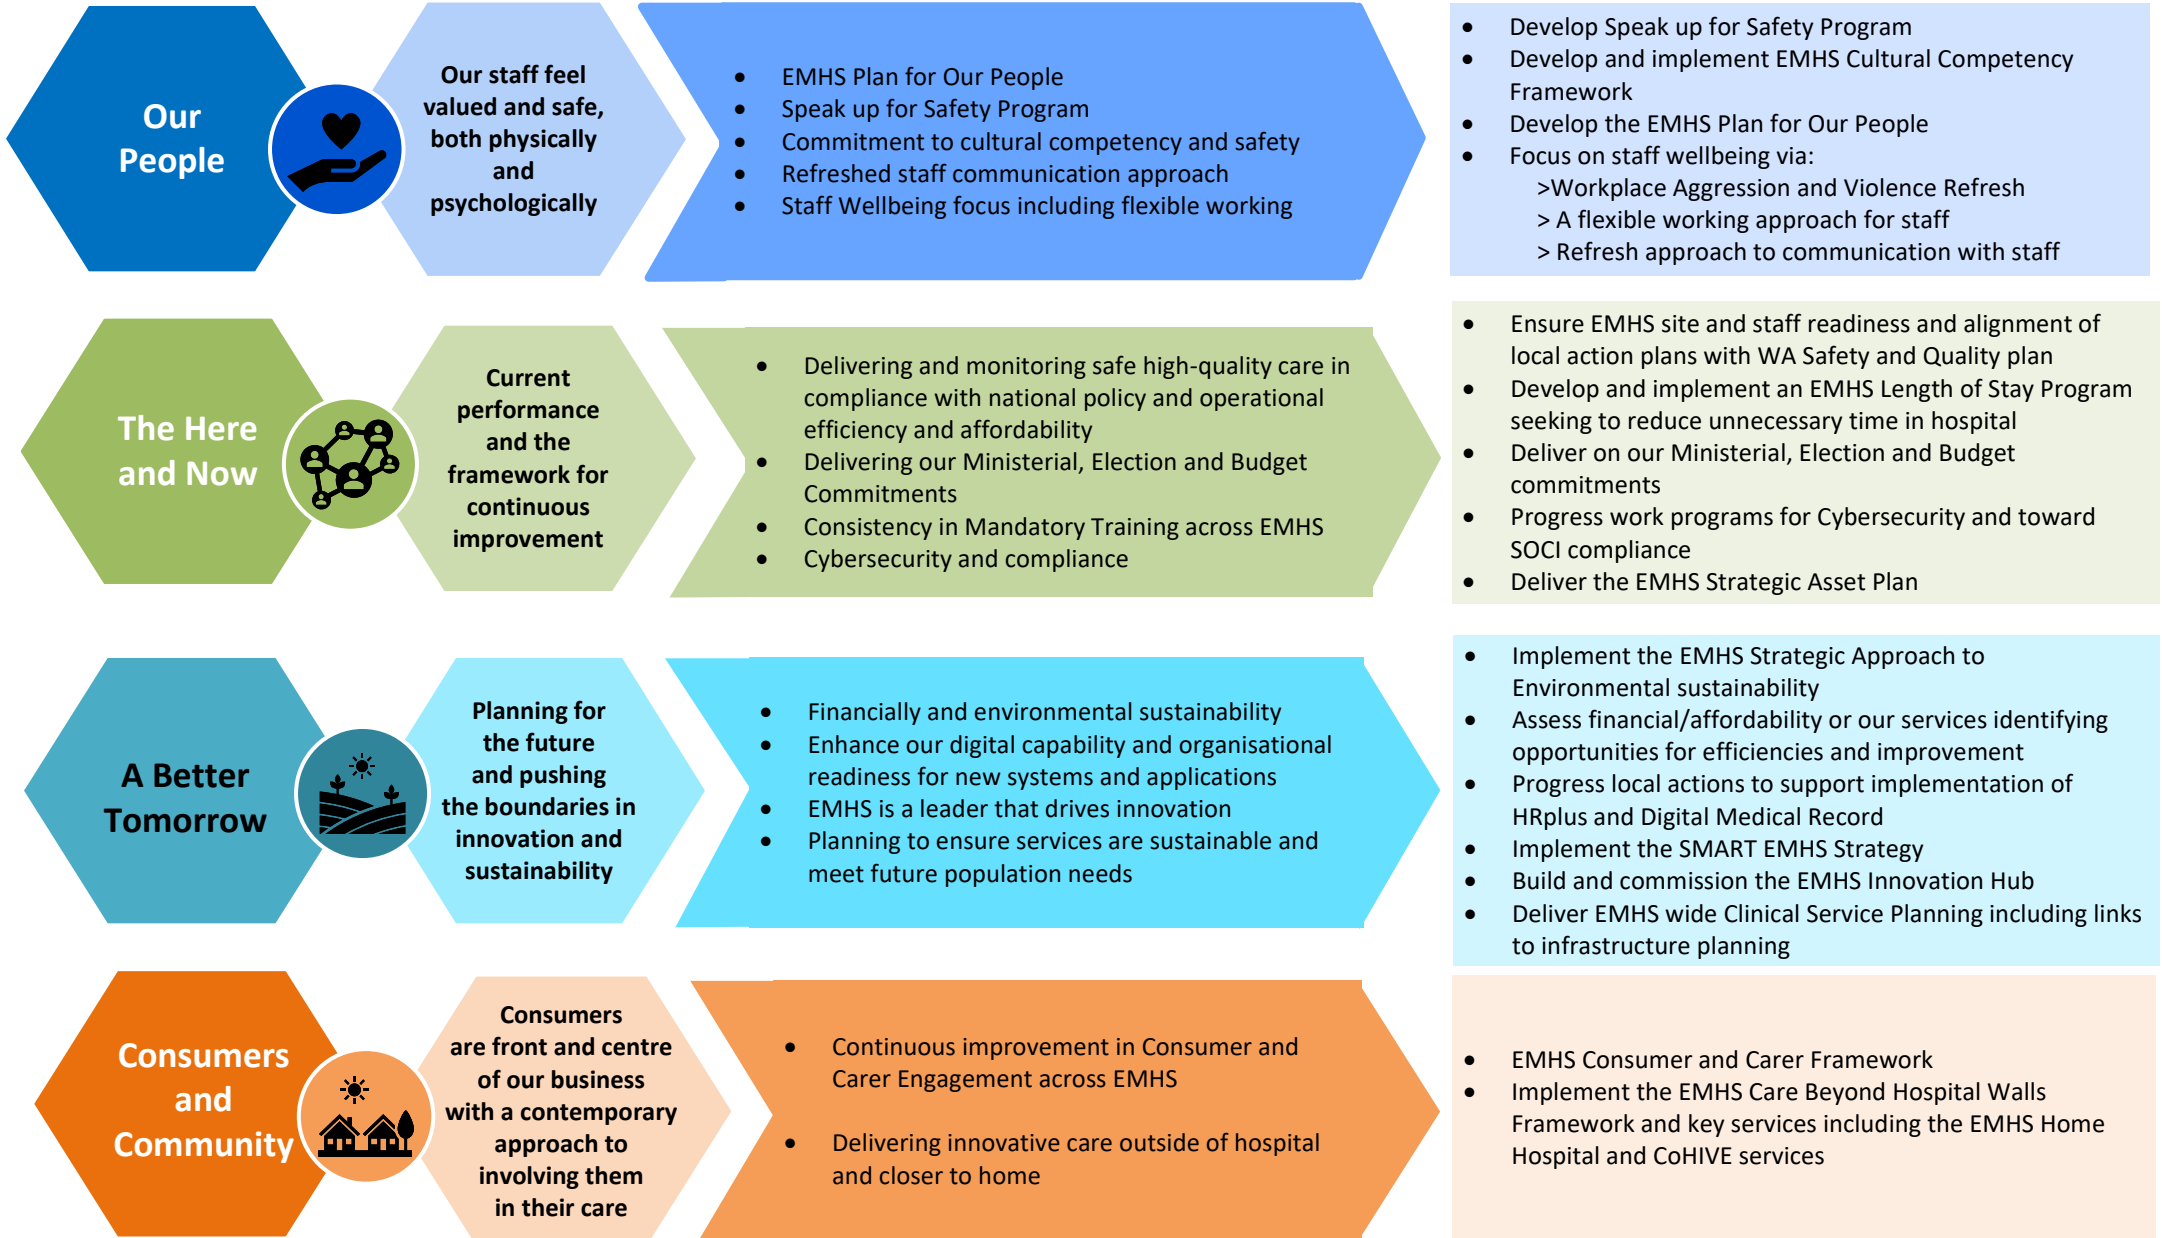 Our
People
Our staff feel
valued and safe,
both physically
and
psychologically
• EMHS Plan for Our People
• Speak up for Safety Program
• Commitment to cultural competency and safety
• Refreshed staff communication approach
• Staff Wellbeing focus including flexible working
• Develop Speak up for Safety Program
• Develop and implement EMHS Cultural Competency
Framework
• Develop the EMHS Plan for Our People
• Focus on staff wellbeing via:
>Workplace Aggression and Violence Refresh
> A flexible working approach for staff
> Refresh approach to communication with staff
The Here
and Now
Current
performance
and the
framework for
continuous
improvement
• Delivering and monitoring safe high-quality care in
compliance with national policy and operational
efficiency and affordability
• Delivering our Ministerial, Election and Budget
Commitments
• Consistency in Mandatory Training across EMHS
• Cybersecurity and compliance
• Ensure EMHS site and staff readiness and alignment of
local action plans with WA Safety and Quality plan
• Develop and implement an EMHS Length of Stay Program
seeking to reduce unnecessary time in hospital
• Deliver on our Ministerial, Election and Budget
commitments
• Progress work programs for Cybersecurity and toward
SOCI compliance
• Deliver the EMHS Strategic Asset Plan
A Better
Tomorrow
Planning for
the future
and pushing
the boundaries in
innovation and
sustainability
• Financially and environmental sustainability
• Enhance our digital capability and organisational
readiness for new systems and applications
• EMHS is a leader that drives innovation
• Planning to ensure services are sustainable and
meet future population needs
• Implement the EMHS Strategic Approach to
Environmental sustainability
• Assess financial/affordability or our services identifying
opportunities for efficiencies and improvement
• Progress local actions to support implementation of
HRplus and Digital Medical Record
• Implement the SMART EMHS Strategy
• Build and commission the EMHS Innovation Hub
• Deliver EMHS wide Clinical Service Planning including links
to infrastructure planning
Consumers
and
Community
Consumers
are front and centre
of our business
with a contemporary
approach to
involving them
in their care
• Continuous improvement in Consumer and
Carer Engagement across EMHS
• Delivering innovative care outside of hospital
and closer to home
• EMHS Consumer and Carer Framework
• Implement the EMHS Care Beyond Hospital Walls
Framework and key services including the EMHS Home
Hospital and CoHIVE services